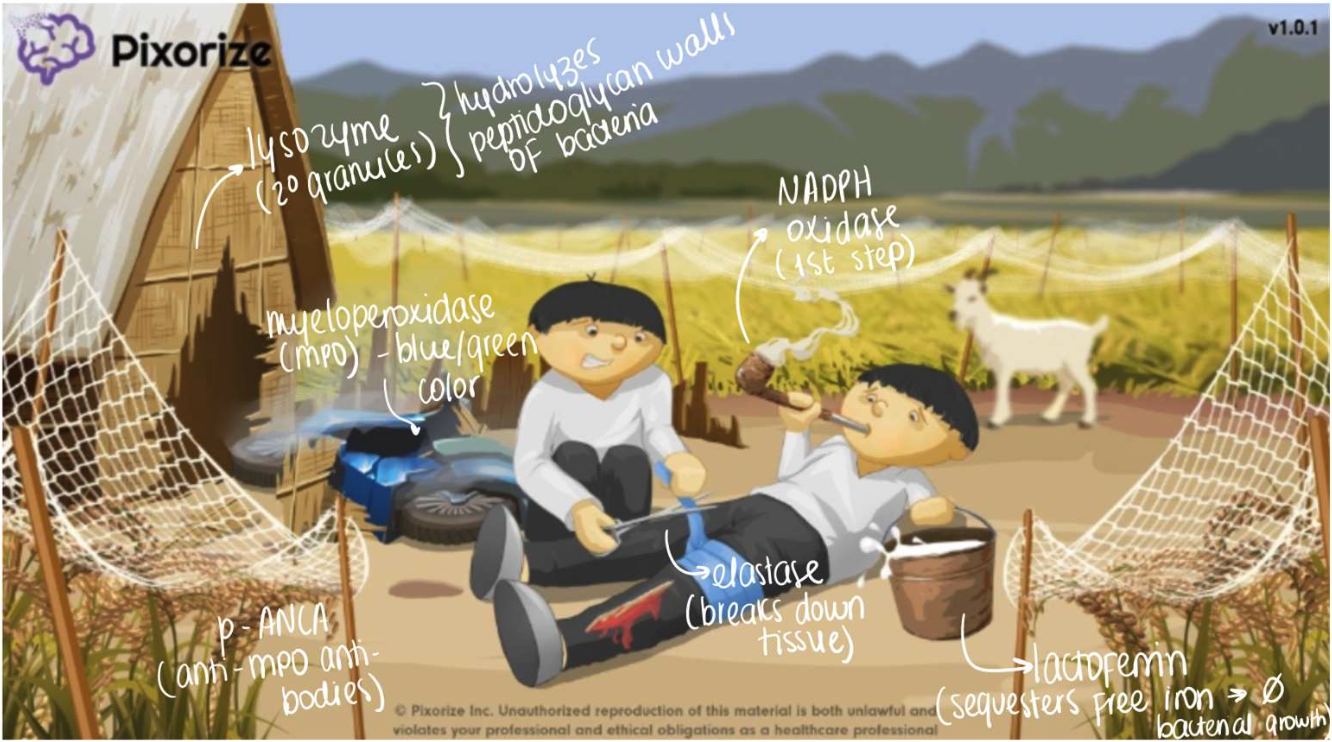 Pixorize
v1.0.1
lysozyme
(2° granules)
hydrolyzes
peptidoglycan walls
of bacteria
NADPH
oxidase
(1st step)
myeloperoxidase
(MPO) - blue/green
color
elastase
(breaks down
tissue)
p-ANCA
(anti-MPO anti-
bodies)
lactoferrin
(sequesters free iron → Ø
bacterial growth)
© Pixorize Inc. Unauthorized reproduction of this material is both unlawful and
violates your professional and ethical obligations as a healthcare professional